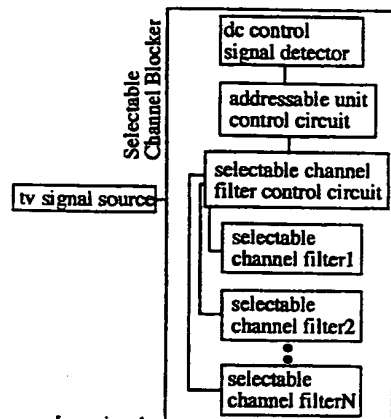 dc control
signal detector
Selectable
Channel Blocker
addressable unit
control circuit
selectable channel
filter control circuit
tv signal source
selectable
channel filter1
selectable
channel filter2
selectable
channel filterN